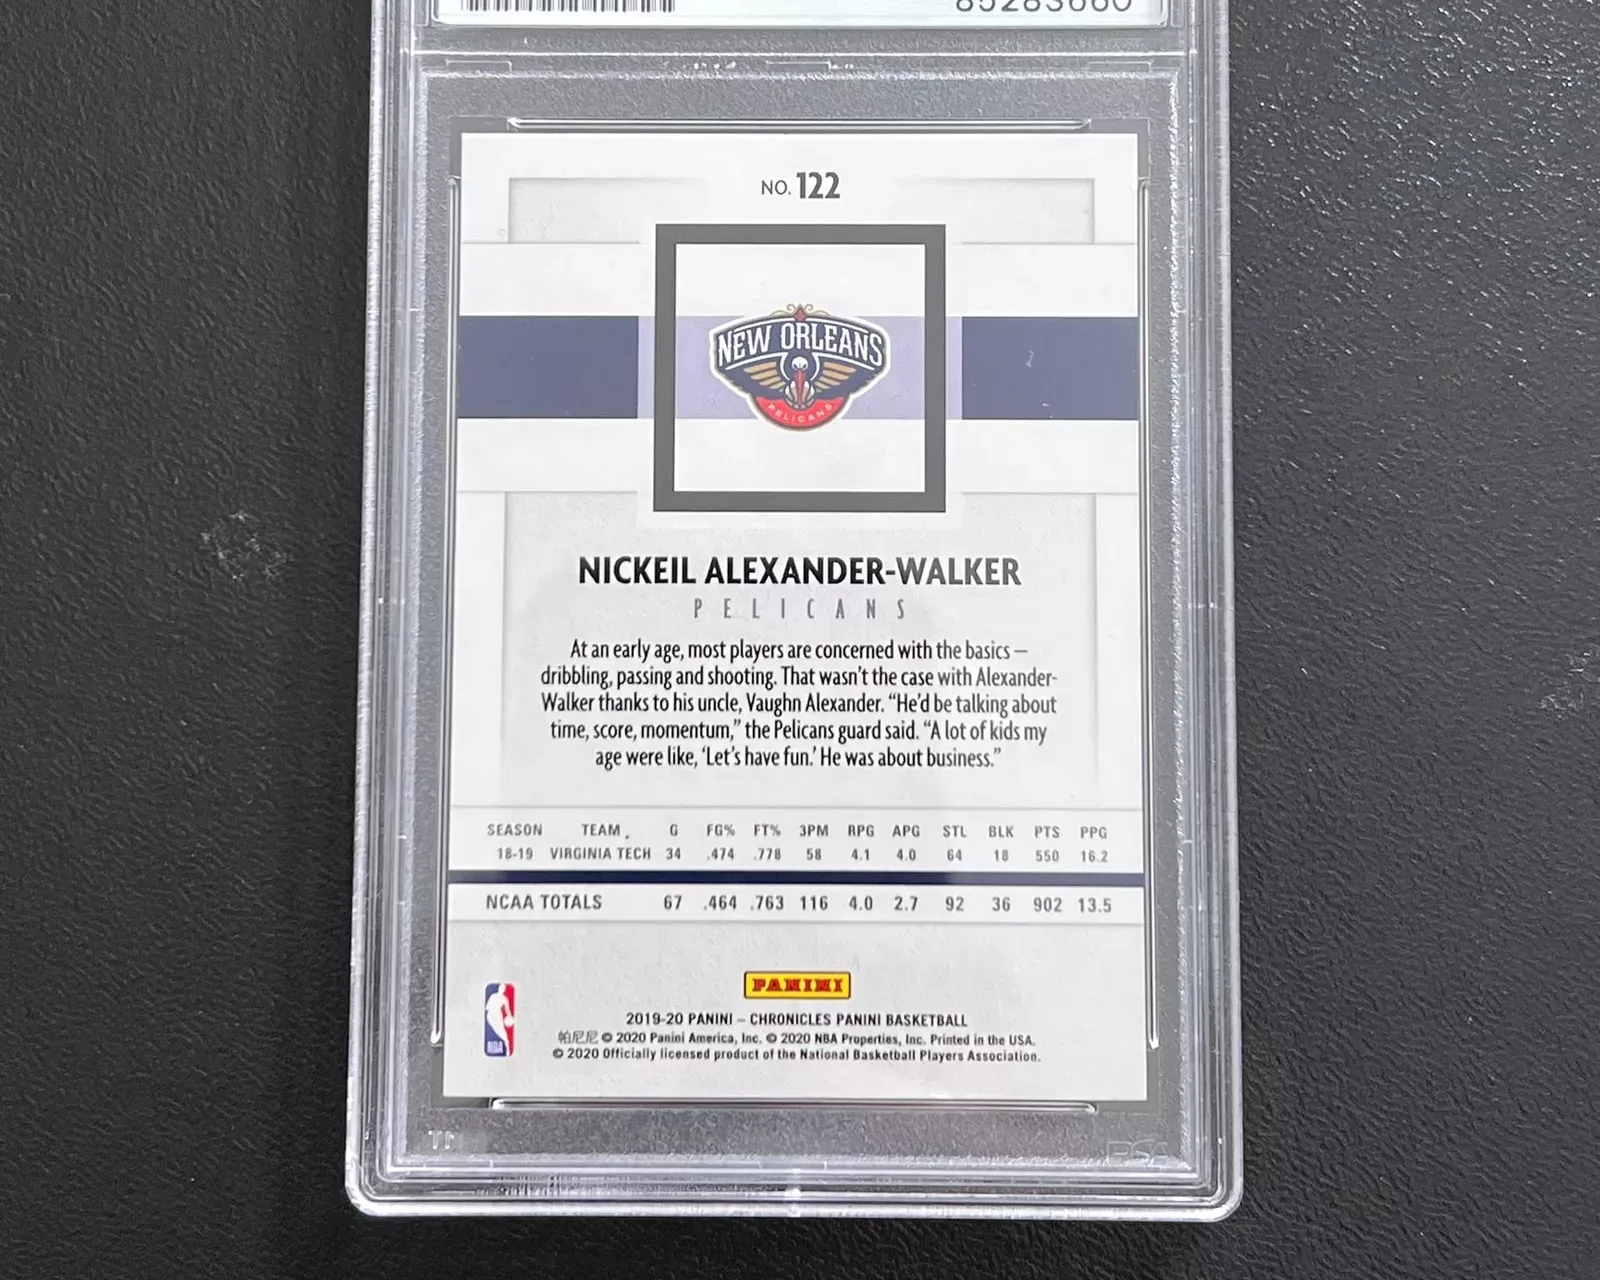 85283660
NO. 122
NEW ORLEANS
PELICANS
NICKEIL ALEXANDER-WALKER
PELICANS
At an early age, most players are concerned with the basics –
dribbling, passing and shooting. That wasn't the case with Alexander-
Walker thanks to his uncle, Vaughn Alexander. “He'd be talking about
time, score, momentum,” the Pelicans guard said. “A lot of kids my
age were like, ‘Let's have fun.’ He was about business.”
SEASON TEAM G FG% FT% 3PM RPG APG STL BLK PTS PPG
18-19 VIRGINIA TECH 34 .474 .778 58 4.1 4.0 64 18 550 16.2
NCAA TOTALS 67 .464 .763 116 4.0 2.7 92 36 902 13.5
PANINI
NBA
2019-20 PANINI – CHRONICLES PANINI BASKETBALL
帕尼尼 © 2020 Panini America, Inc. © 2020 NBA Properties, Inc. Printed in the USA.
© 2020 Officially licensed product of the National Basketball Players Association.
PSA